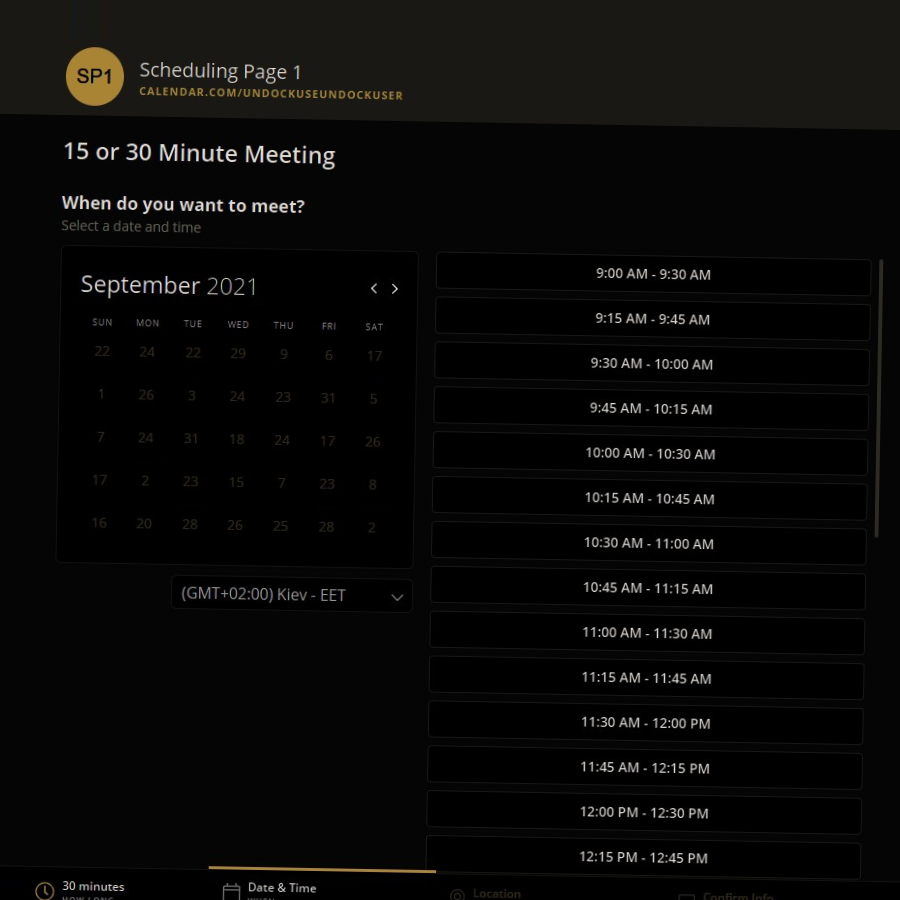 SP1
Scheduling Page 1
CALENDAR.COM/UNDOCKUSEUNDOCKUSER
15 or 30 Minute Meeting
When do you want to meet?
Select a date and time
September 2021
SUN MON TUE WED THU FRI SAT
22 24 22 29 9 6 17
1 26 3 24 23 31 5
7 24 31 18 24 17 26
17 2 23 15 7 23 8
16 20 28 26 25 28 2
(GMT+02:00) Kiev - EET
9:00 AM - 9:30 AM
9:15 AM - 9:45 AM
9:30 AM - 10:00 AM
9:45 AM - 10:15 AM
10:00 AM - 10:30 AM
10:15 AM - 10:45 AM
10:30 AM - 11:00 AM
10:45 AM - 11:15 AM
11:00 AM - 11:30 AM
11:15 AM - 11:45 AM
11:30 AM - 12:00 PM
11:45 AM - 12:15 PM
12:00 PM - 12:30 PM
12:15 PM - 12:45 PM
30 minutes
Date & Time
Location
Confirm Info